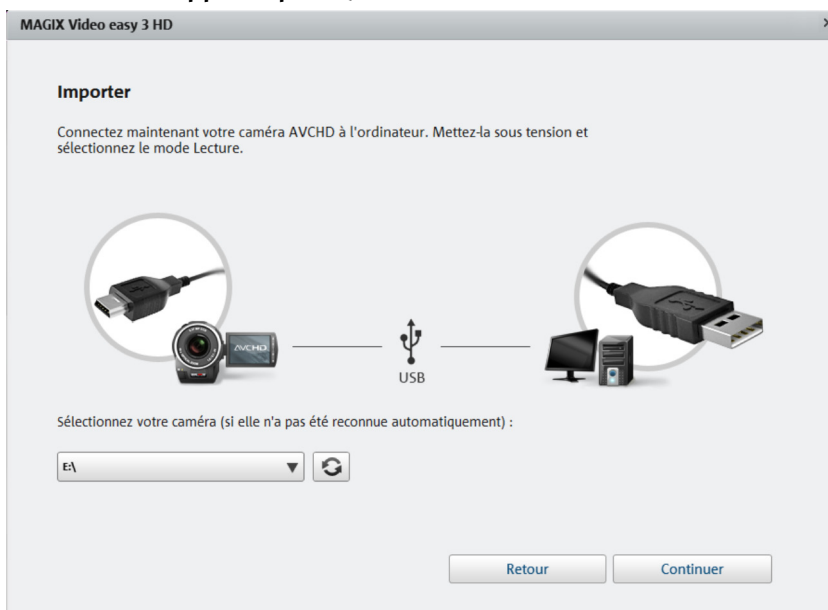 MAGIX Video easy 3 HD
Importer
Connectez maintenant votre caméra AVCHD à l'ordinateur. Mettez-la sous tension et
sélectionnez le mode Lecture.
AVCHD
USB
Sélectionnez votre caméra (si elle n'a pas été reconnue automatiquement) :
E:\
Retour
Continuer